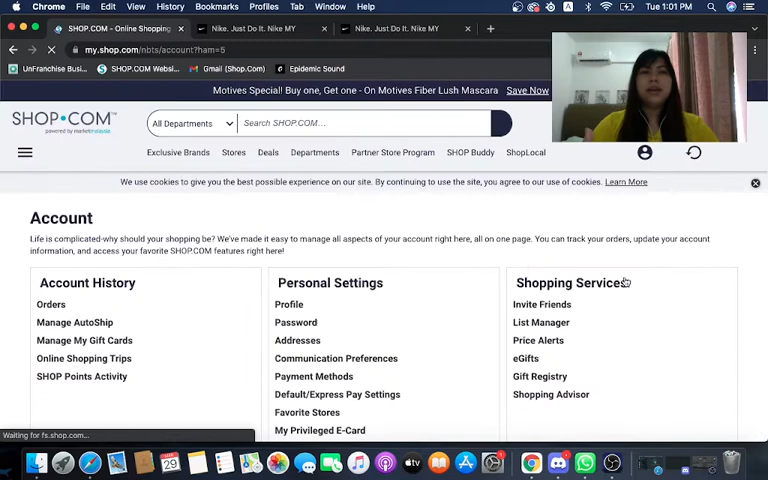 Chrome File Edit View History Bookmarks Profiles Tab Window Help A Tue 1:01 PM
SHOP.COM - Online Shopping Nike. Just Do It. Nike MY Nike. Just Do It. Nike MY
my.shop.com/nbts/account?ham=5
UnFranchise Busi... SHOP.COM Websi... Gmail (Shop.Com) Epidemic Sound
Motives Special! Buy one, Get one - On Motives Fiber Lush Mascara Save Now
SHOP•COM™
powered by marketmalaysia
All Departments Search SHOP.COM...
Exclusive Brands Stores Deals Departments Partner Store Program SHOP Buddy ShopLocal
We use cookies to give you the best possible experience on our site. By continuing to use the site, you agree to our use of cookies. Learn More
Account
Life is complicated-why should your shopping be? We've made it easy to manage all aspects of your account right here, all on one page. You can track your orders, update your account
information, and access your favorite SHOP.COM features right here!
Account History
Orders
Manage AutoShip
Manage My Gift Cards
Online Shopping Trips
SHOP Points Activity
Personal Settings
Profile
Password
Addresses
Communication Preferences
Payment Methods
Default/Express Pay Settings
Favorite Stores
My Privileged E-Card
Shopping Services
Invite Friends
List Manager
Price Alerts
eGifts
Gift Registry
Shopping Advisor
Waiting for fs.shop.com...